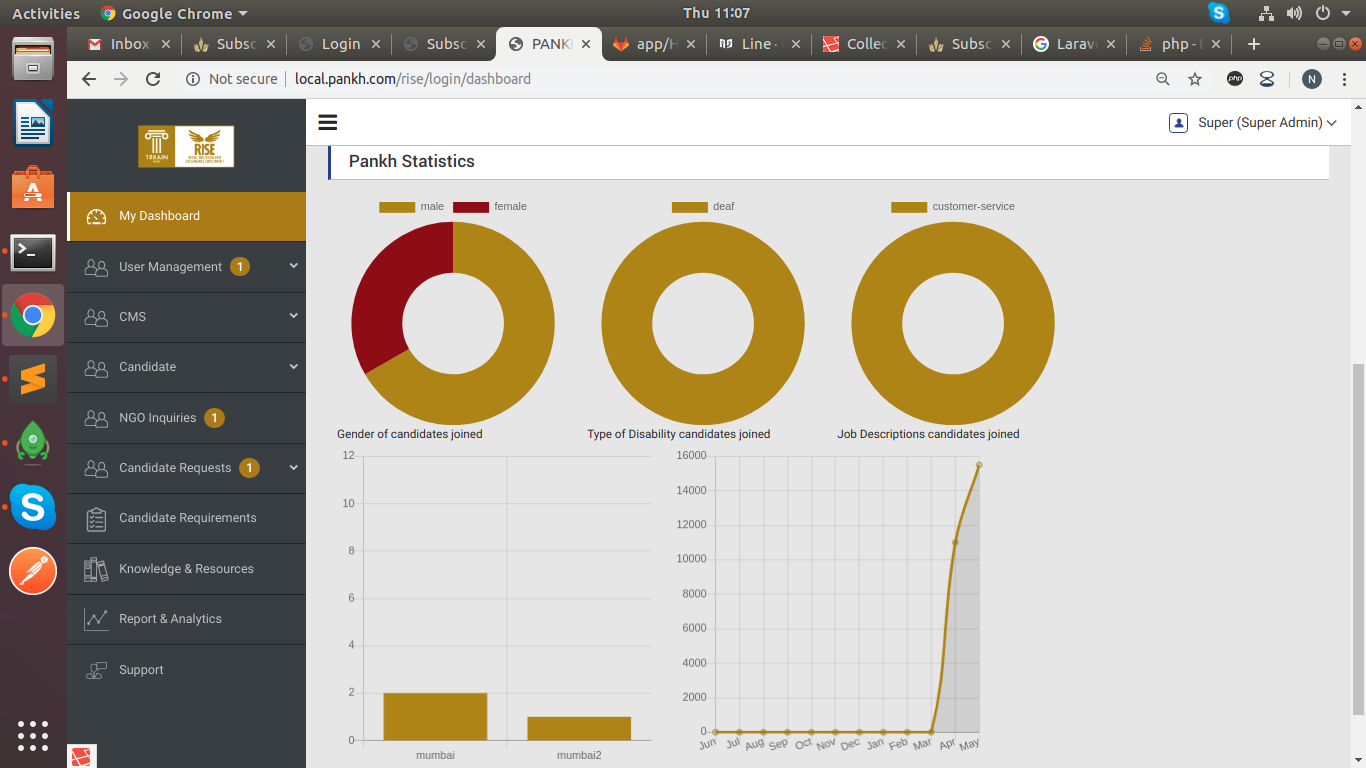 Activities Google Chrome Thu 11:07
Inbox Subsc Login Subsc PANK app/H Line - Collec Subsc Larav php -
Not secure local.pankh.com/rise/login/dashboard N
TRRAIN RISE
Super (Super Admin)
Pankh Statistics
My Dashboard
User Management 1
CMS
Candidate
NGO Inquiries 1
Candidate Requests 1
Candidate Requirements
Knowledge & Resources
Report & Analytics
Support
male female
deaf
customer-service
Gender of candidates joined
Type of Disability candidates joined
Job Descriptions candidates joined
12
10
8
6
4
2
0
mumbai mumbai2
16000
14000
12000
10000
8000
6000
4000
2000
0
Jun Jul Aug Sep Oct Nov Dec Jan Feb Mar Apr May